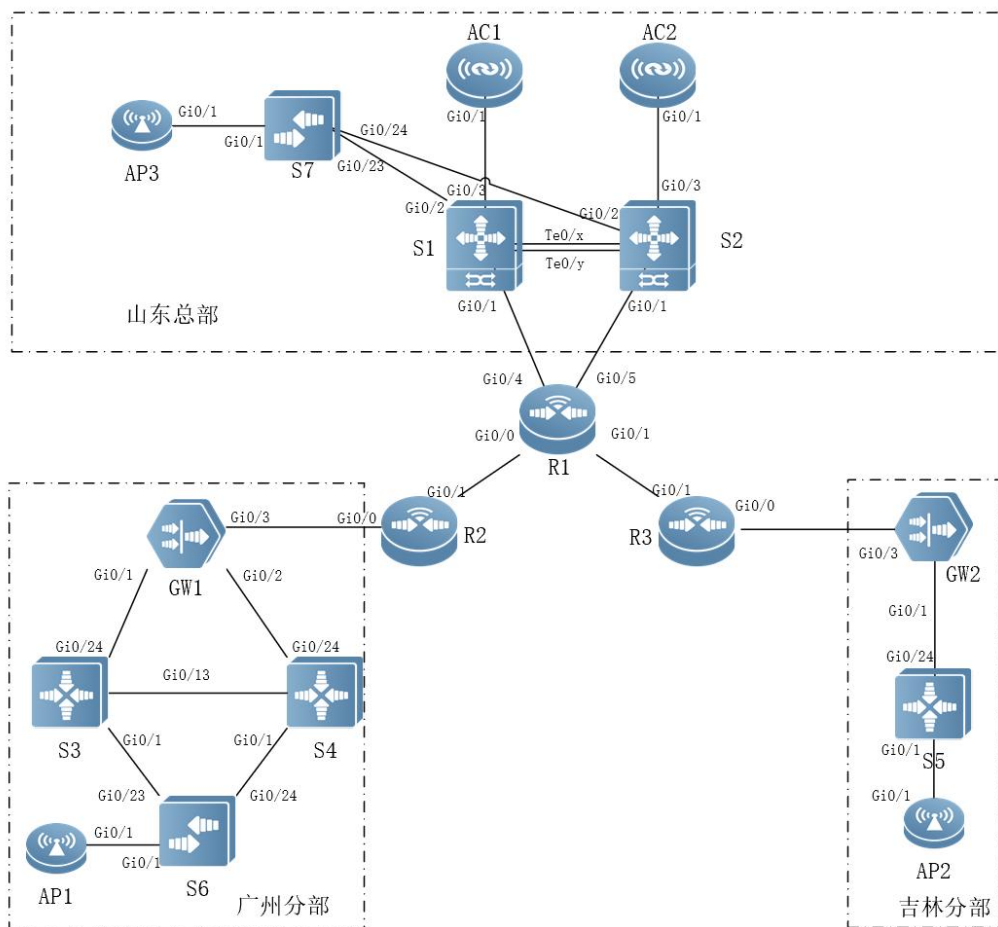 AC1
AC2
Gi0/1
Gi0/1
Gi0/1
Gi0/24
Gi0/1
AP3
S7
Gi0/23
Gi0/3
Gi0/3
Gi0/2
Gi0/2
S1
Te0/x
S2
Te0/y
山东总部
Gi0/1
Gi0/1
Gi0/4
Gi0/5
Gi0/0
Gi0/1
R1
Gi0/1
Gi0/1
Gi0/3
Gi0/0
R2
R3
Gi0/0
Gi0/3
GW2
Gi0/1
Gi0/2
GW1
Gi0/1
Gi0/24
Gi0/24
Gi0/24
Gi0/13
S3
Gi0/1
Gi0/1
S4
Gi0/1
S5
Gi0/23
Gi0/24
Gi0/1
Gi0/1
Gi0/1
AP1
S6
广州分部
AP2
吉林分部